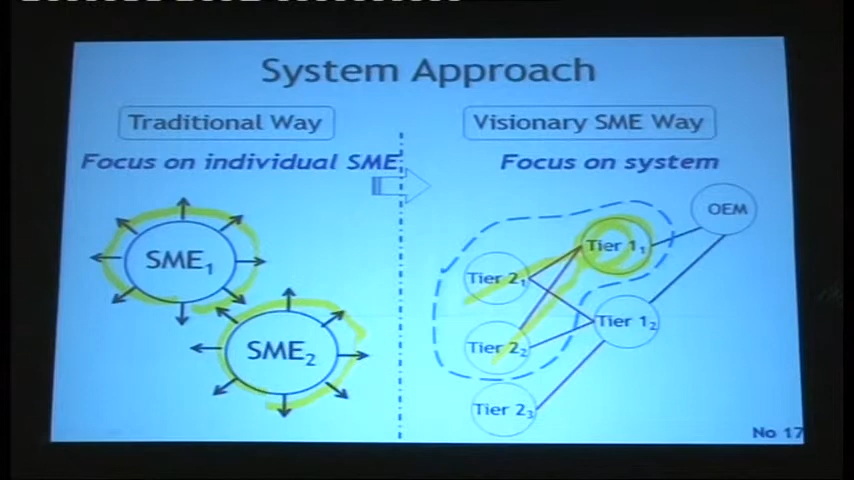 System Approach
Traditional Way
Visionary SME Way
Focus on individual SME
Focus on system
SME1
SME2
OEM
Tier 11
Tier 21
Tier 12
Tier 22
Tier 23
No 17